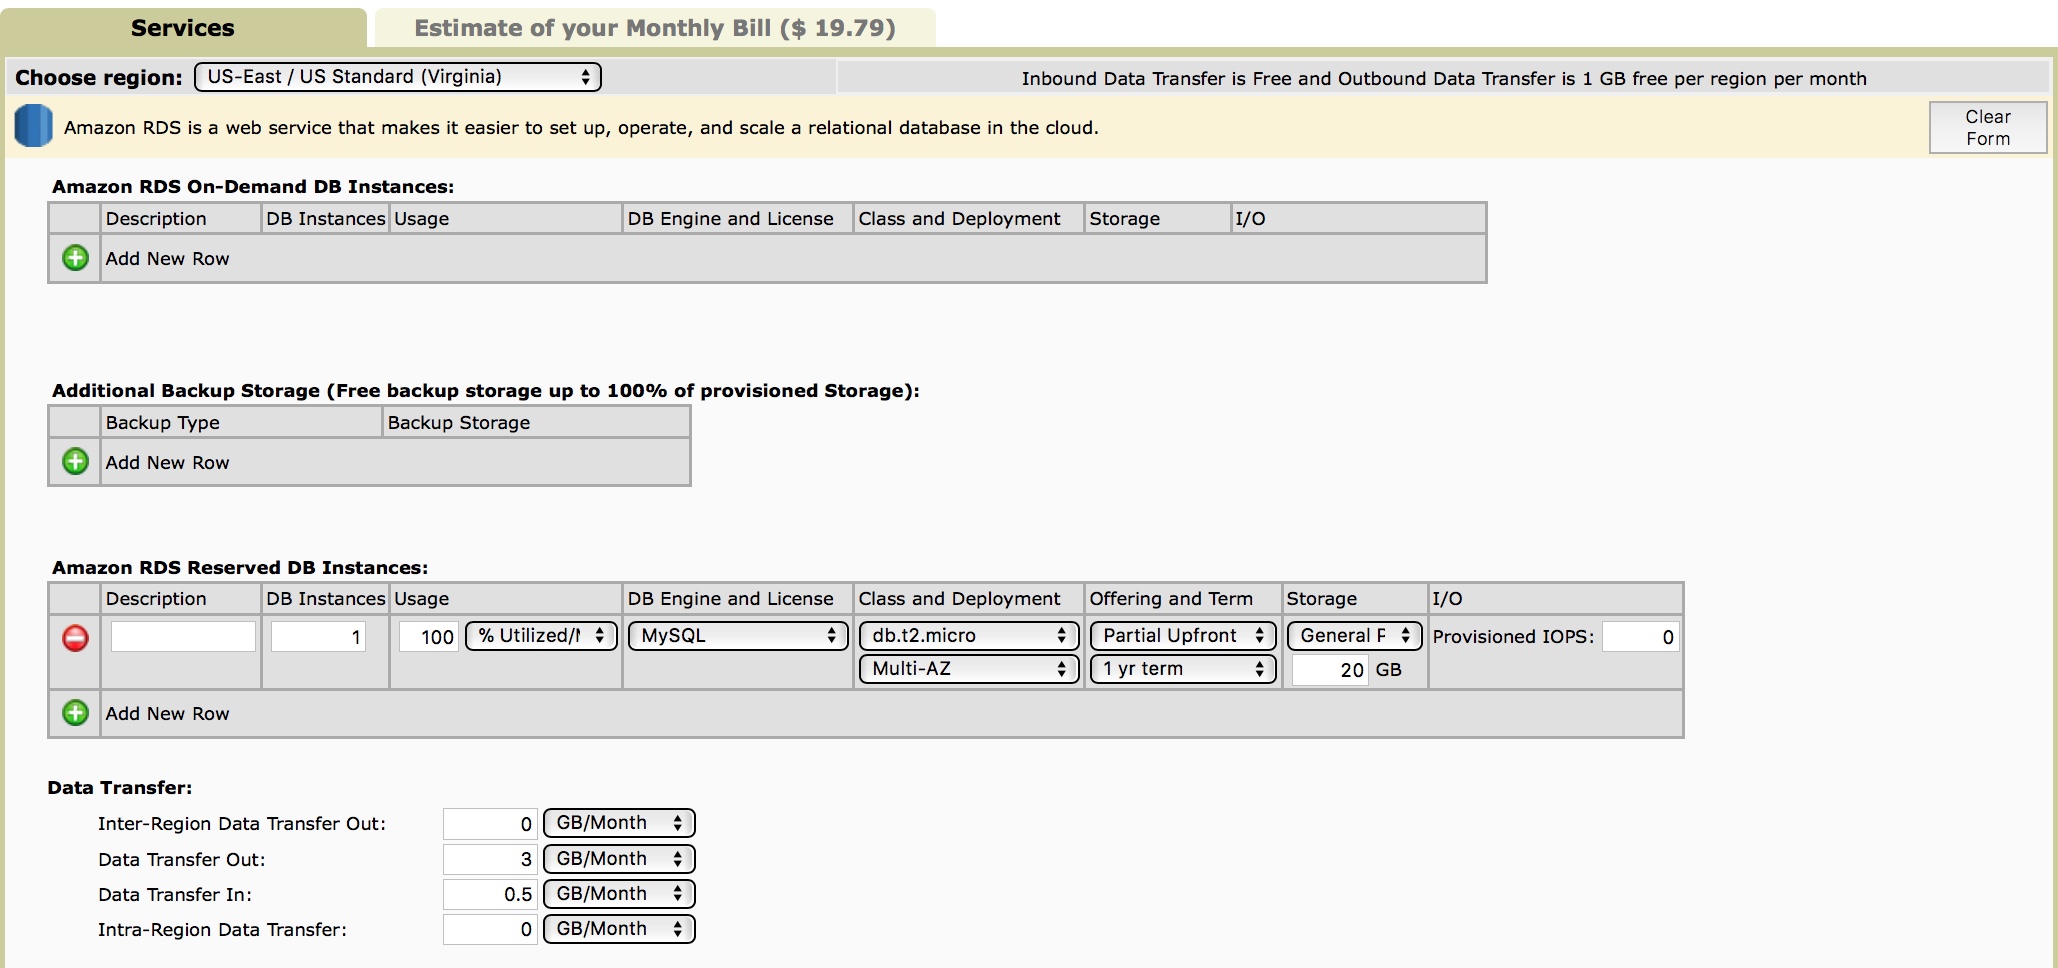 Services
Estimate of your Monthly Bill ($ 19.79)
Choose region: US-East / US Standard (Virginia)
Inbound Data Transfer is Free and Outbound Data Transfer is 1 GB free per region per month
Amazon RDS is a web service that makes it easier to set up, operate, and scale a relational database in the cloud.
Clear
Form
Amazon RDS On-Demand DB Instances:
Description DB Instances Usage DB Engine and License Class and Deployment Storage I/O
Add New Row
Additional Backup Storage (Free backup storage up to 100% of provisioned Storage):
Backup Type Backup Storage
Add New Row
Amazon RDS Reserved DB Instances:
Description DB Instances Usage DB Engine and License Class and Deployment Offering and Term Storage I/O
1 100 % Utilized/ MySQL db.t2.micro Partial Upfront General Provisioned IOPS: 0
Multi-AZ 1 yr term 20 GB
Add New Row
Data Transfer:
Inter-Region Data Transfer Out: 0 GB/Month
Data Transfer Out: 3 GB/Month
Data Transfer In: 0.5 GB/Month
Intra-Region Data Transfer: 0 GB/Month